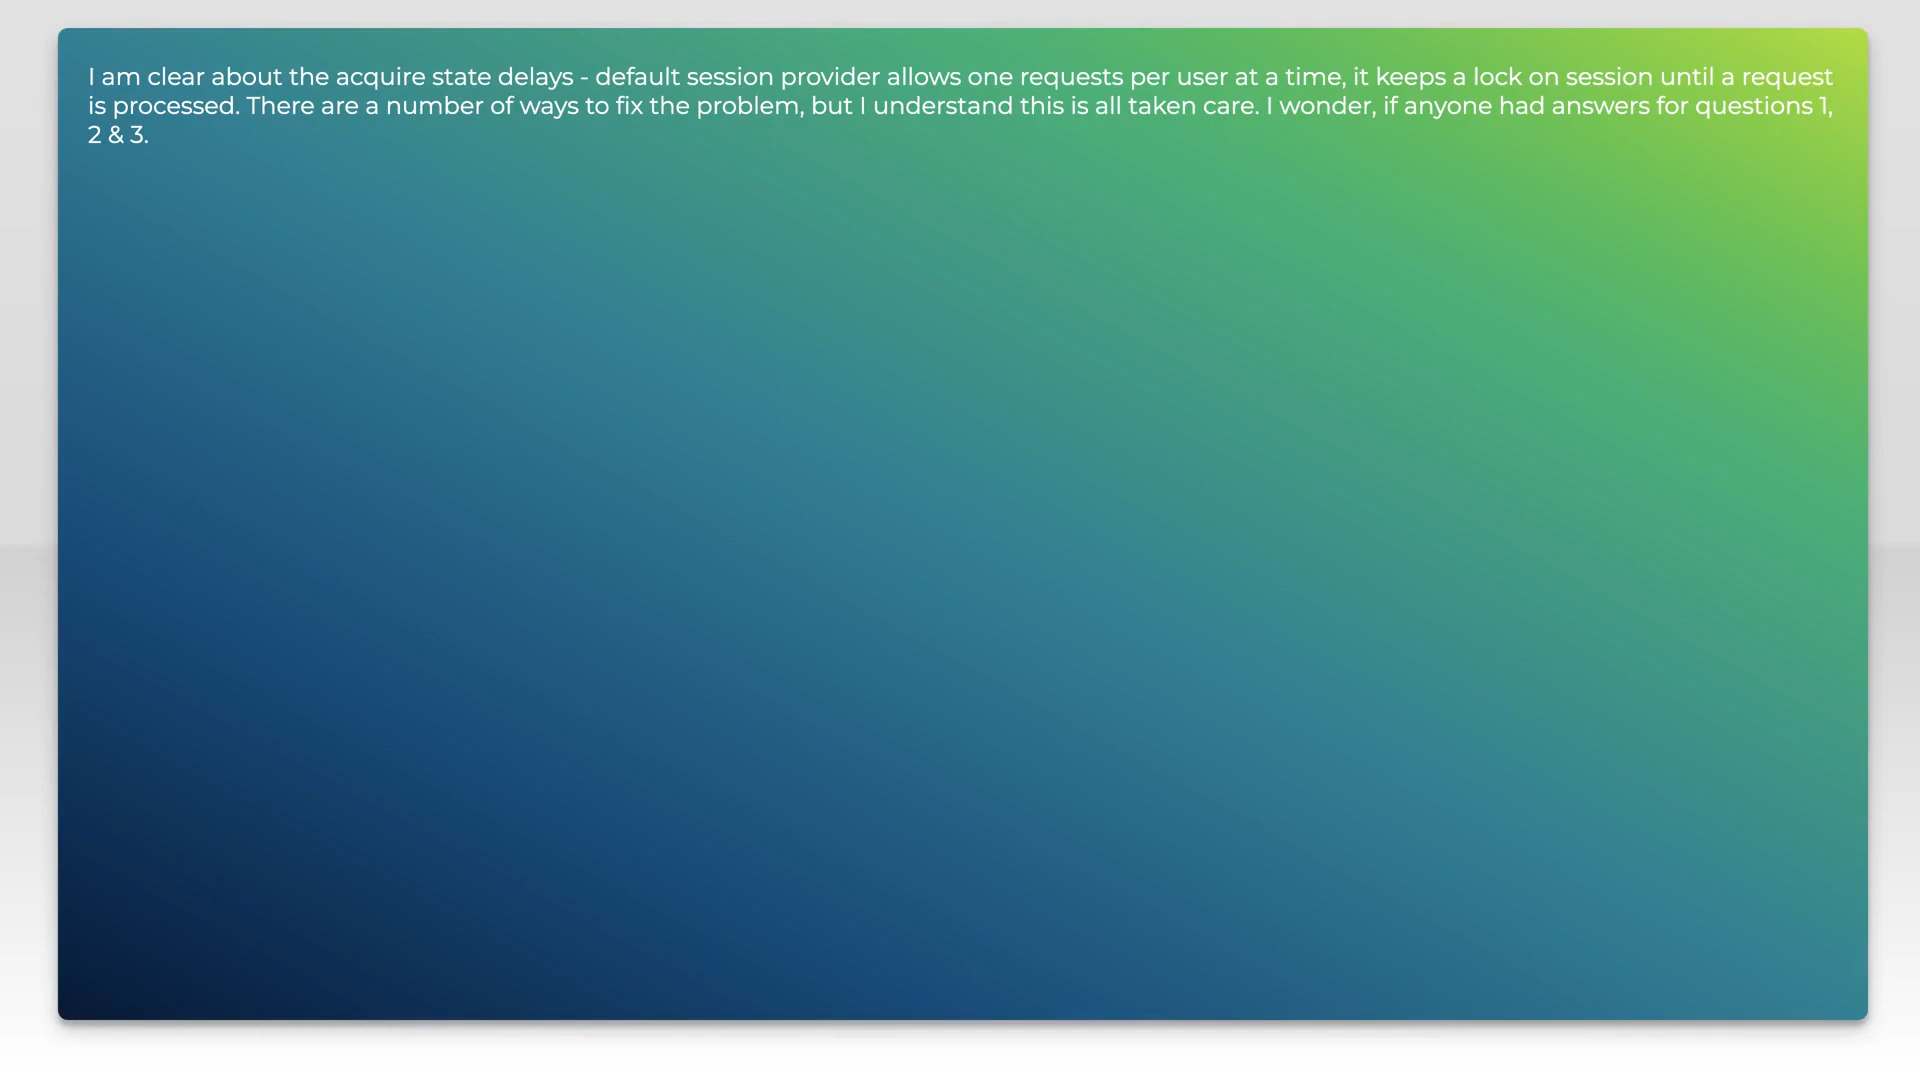 I am clear about the acquire state delays - default session provider allows one requests per user at a time, it keeps a lock on session until a request
is processed. There are a number of ways to fix the problem, but I understand this is all taken care. I wonder, if anyone had answers for questions 1,
2 & 3.